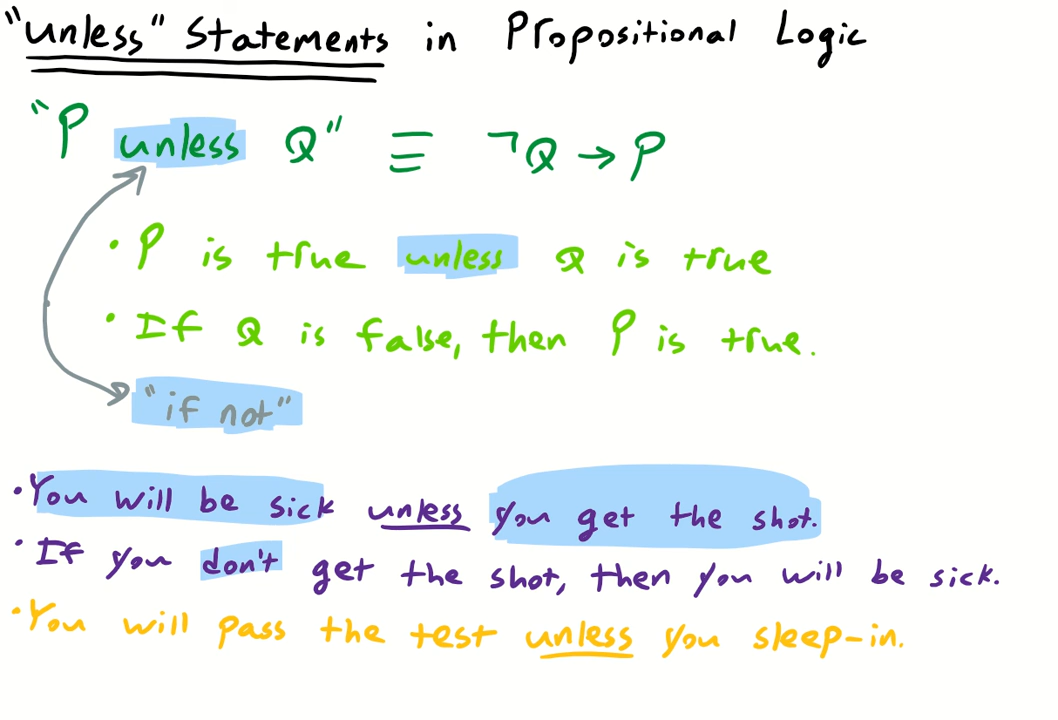 "unless" Statements in Propositional Logic
"P unless Q" ≡ ¬Q → P
• P is true unless Q is true
• If Q is false, then P is true.
"if not"
• You will be sick unless you get the shot.
• If you don't get the shot, then you will be sick.
• You will pass the test unless you sleep-in.